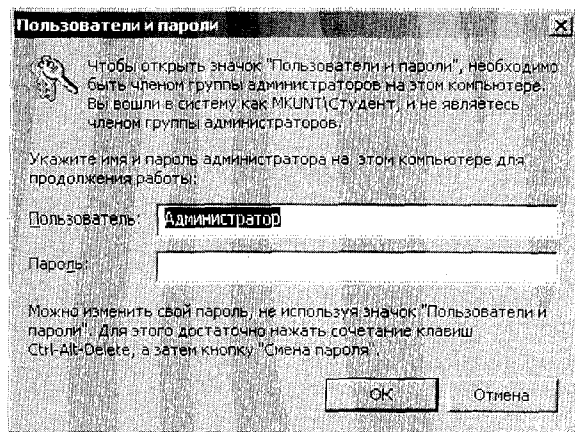 Пользователи и пароли
Чтобы открыть значок "Пользователи и пароли", необходимо
быть членом группы администраторов на этом компьютере.
Вы вошли в систему как MKUNT\Студент, и не являетесь
членом группы администраторов.
Укажите имя и пароль администратора на этом компьютере для
продолжения работы:
Пользователь: Администратор
Пароль:
Можно изменить свой пароль, не используя значок "Пользователи и
пароли". Для этого достаточно нажать сочетание клавиш
Ctrl-Alt-Delete, а затем кнопку "Смена пароля".
OK Отмена